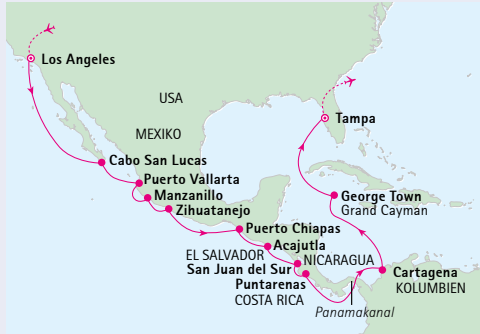 Los Angeles
USA
MEXIKO
Tampa
Cabo San Lucas
Puerto Vallarta
Manzanillo
Zihuatanejo
George Town
Grand Cayman
Puerto Chiapas
Acajutla
EL SALVADOR
NICARAGUA
San Juan del Sur
Puntarenas
COSTA RICA
Cartagena
KOLUMBIEN
Panamakanal